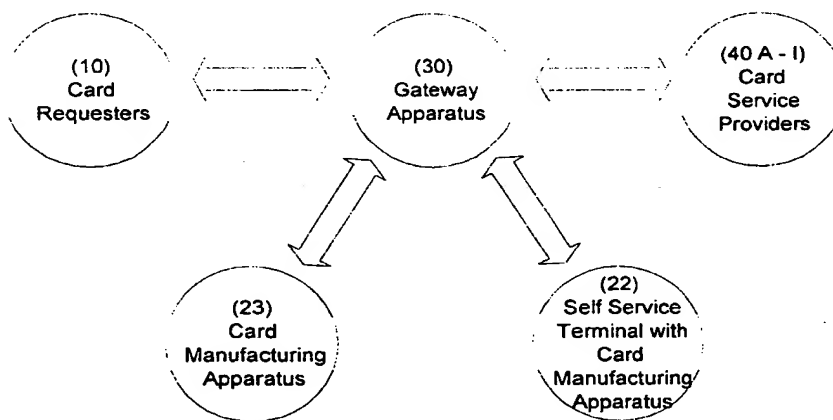 (10)
Card
Requesters
(30)
Gateway
Apparatus
(40 A - I)
Card
Service
Providers
(23)
Card
Manufacturing
Apparatus
(22)
Self Service
Terminal with
Card
Manufacturing
Apparatus